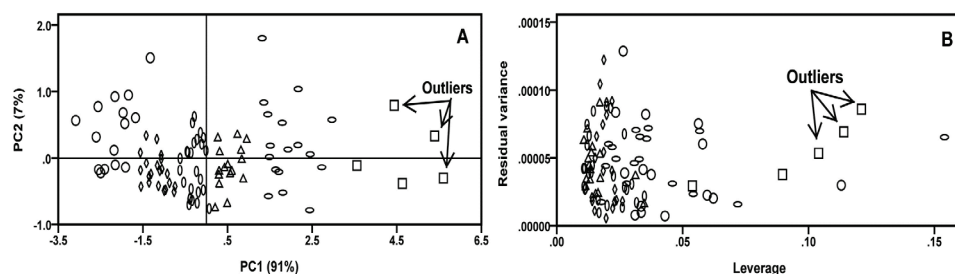 A
2.0
1.0
.0
-1.0
PC2 (7%)
Outliers
-3.5
-1.5
.5
2.5
4.5
6.5
PC1 (91%)
B
.00015
.00010
.00005
.00000
Residual variance
Outliers
.00
.05
.10
.15
Leverage